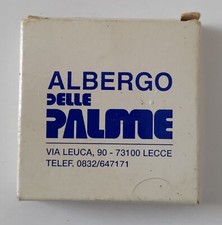 ALBERGO
DELLE
PALME
VIA LEUCA, 90 - 73100 LECCE
TELEF. 0832/647171